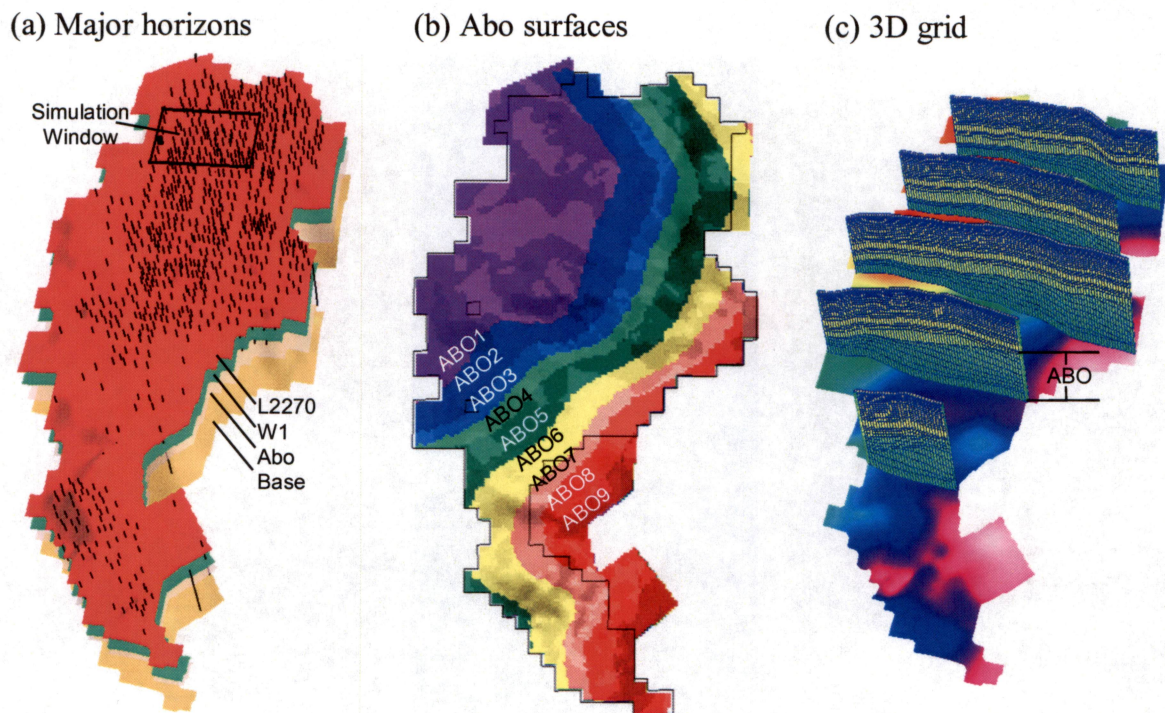 (a) Major horizons
Simulation
Window
L2270
W1
Abo
Base
(b) Abo surfaces
ABO1
ABO2
ABO3
ABO4
ABO5
ABO6
ABO7
ABO8
ABO9
(c) 3D grid
ABO